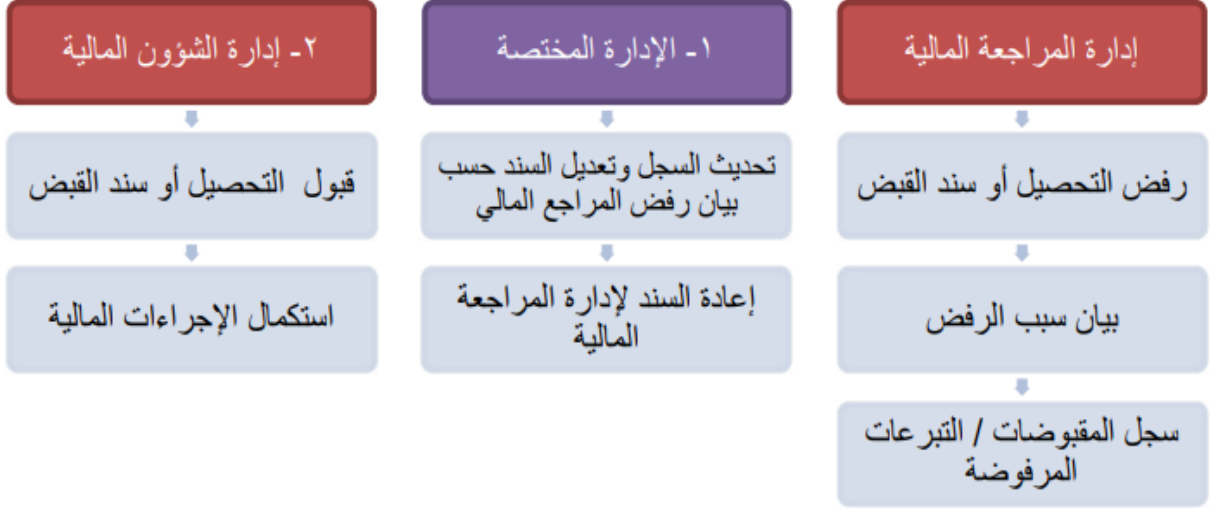 إدارة المراجعة المالية
رفض التحصيل أو سند القبض
بيان سبب الرفض
سجل المقبوضات / التبرعات
المرفوضة
١- الإدارة المختصة
تحديث السجل وتعديل السند حسب
بيان رفض المراجع المالي
إعادة السند لإدارة المراجعة
المالية
٢- إدارة الشؤون المالية
قبول التحصيل أو سند القبض
استكمال الإجراءات المالية